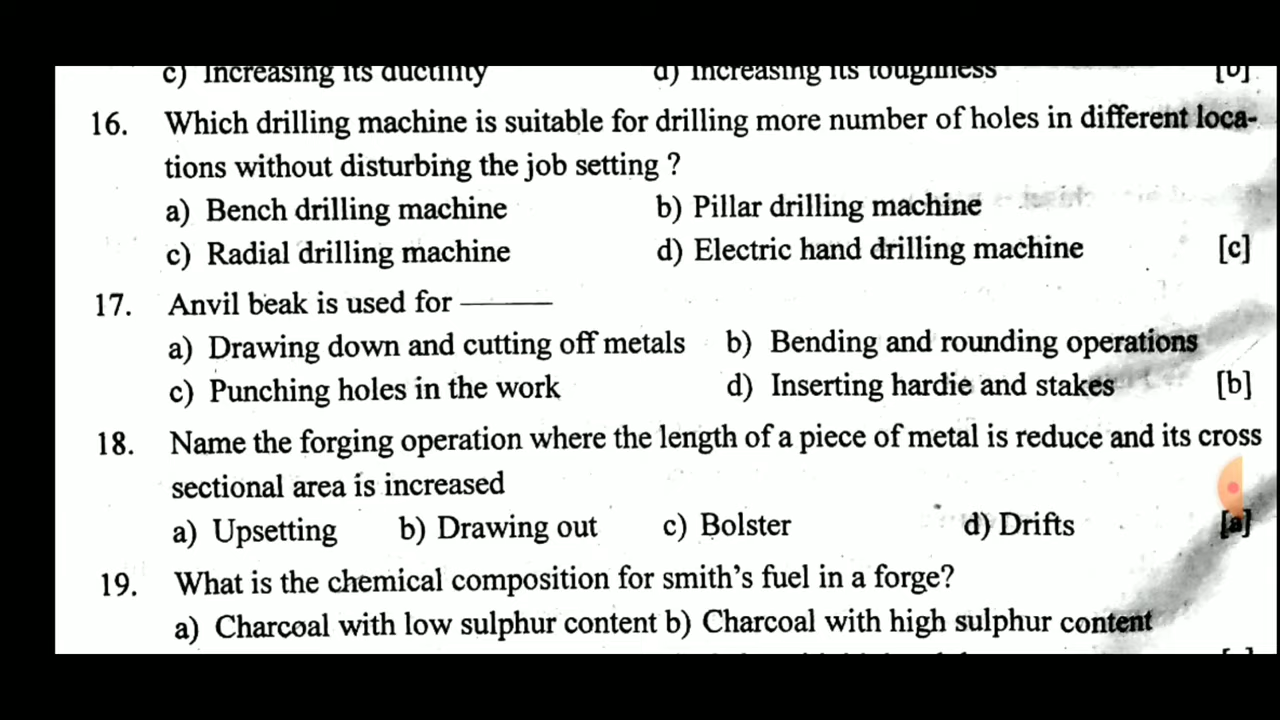 c) Increasing its ductility d) Increasing its toughness [b]
16. Which drilling machine is suitable for drilling more number of holes in different loca-
tions without disturbing the job setting ?
a) Bench drilling machine b) Pillar drilling machine
c) Radial drilling machine d) Electric hand drilling machine [c]
17. Anvil beak is used for ———
a) Drawing down and cutting off metals b) Bending and rounding operations
c) Punching holes in the work d) Inserting hardie and stakes [b]
18. Name the forging operation where the length of a piece of metal is reduce and its cross
sectional area is increased
a) Upsetting b) Drawing out c) Bolster d) Drifts [a]
19. What is the chemical composition for smith's fuel in a forge?
a) Charcoal with low sulphur content b) Charcoal with high sulphur content